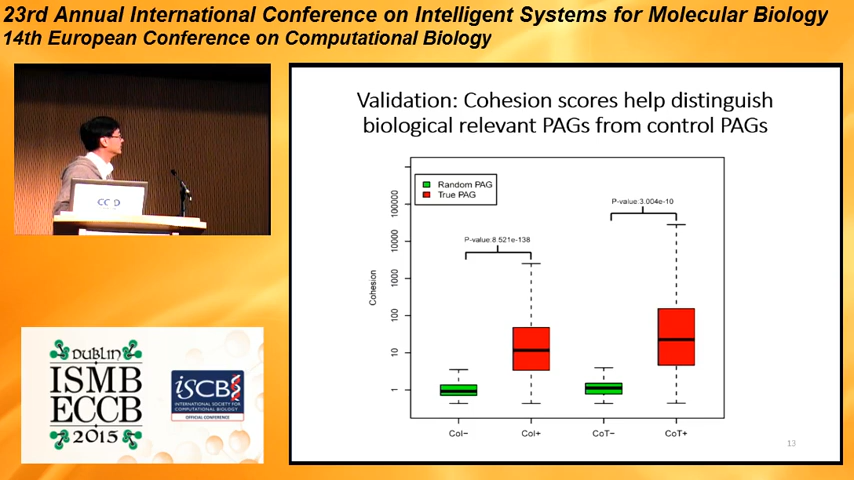 23rd Annual International Conference on Intelligent Systems for Molecular Biology
14th European Conference on Computational Biology
Validation: Cohesion scores help distinguish
biological relevant PAGs from control PAGs
Random PAG
True PAG
P-value:8.521e-138
P-value:3.004e-10
Cohesion
100000
10000
1000
100
10
1
Col−
Col+
CoT−
CoT+
13
DUBLIN
ISMB
ECCB
2015
iSCB
INTERNATIONAL SOCIETY FOR
COMPUTATIONAL BIOLOGY
OFFICIAL CONFERENCE